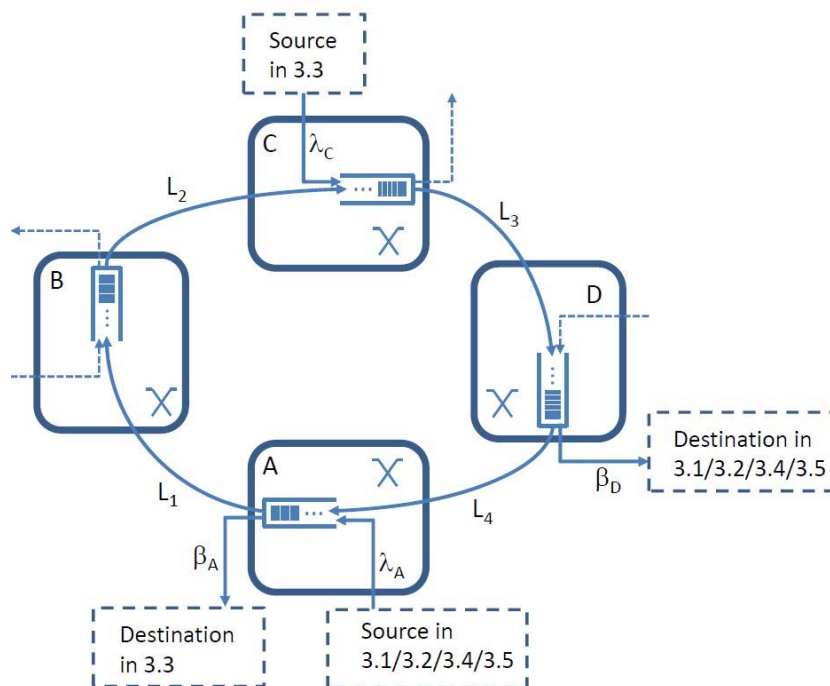 Source
in 3.3
C
λC
L2
L3
B
D
A
Destination in
3.1/3.2/3.4/3.5
βD
L1
L4
βA
λA
Destination
in 3.3
Source in
3.1/3.2/3.4/3.5